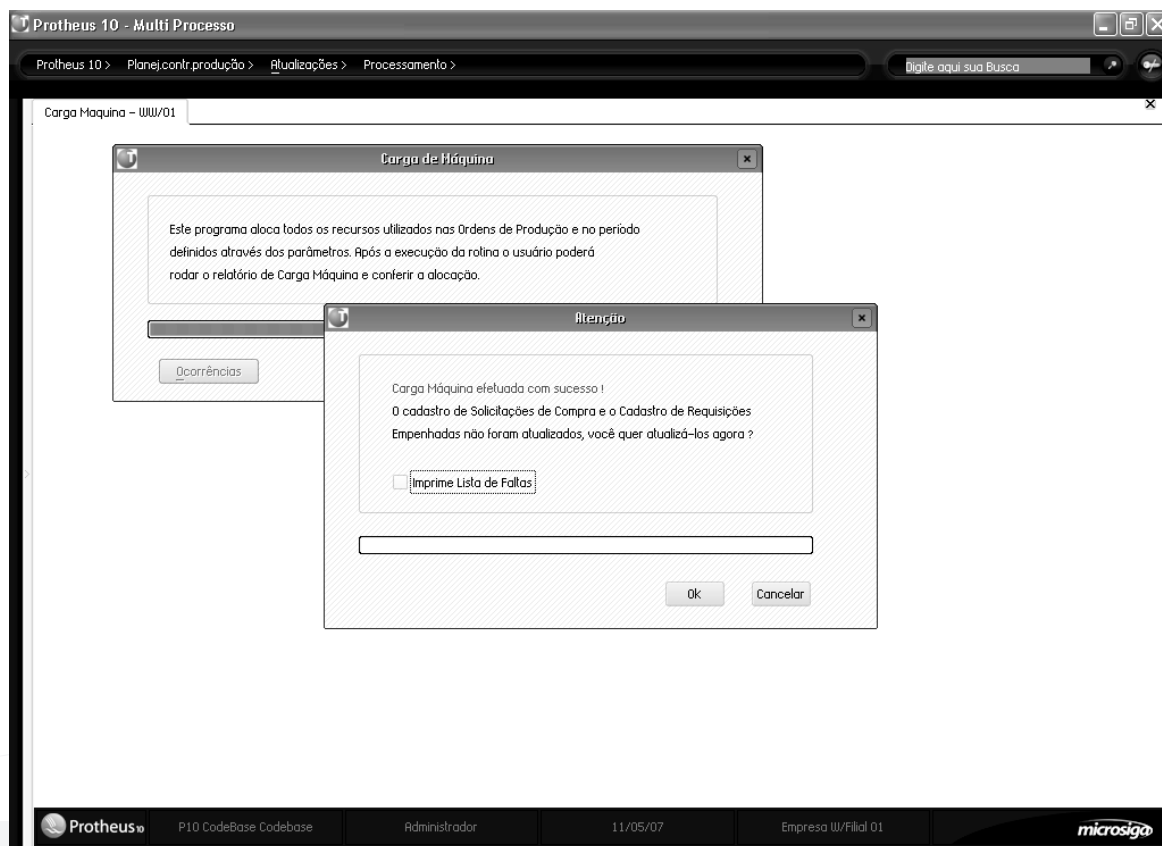 Protheus 10 - Multi Processo
Protheus 10 > Planej.contr.produção > Atualizações > Processamento >
Digite aqui sua Busca
Carga Maquina - WW/01
Carga de Máquina
Este programa aloca todos os recursos utilizados nas Ordens de Produção e no período
definidos através dos parâmetros. Após a execução da rotina o usuário poderá
rodar o relatório de Carga Máquina e conferir a alocação.
Ocorrências
Atenção
Carga Máquina efetuada com sucesso !
O cadastro de Solicitações de Compra e o Cadastro de Requisições
Empenhadas não foram atualizados, você quer atualizá-los agora ?
Imprime Lista de Faltas
Ok
Cancelar
Protheus 10
P10 CodeBase Codebase
Administrador
11/05/07
Empresa W/Filial 01
microsiga